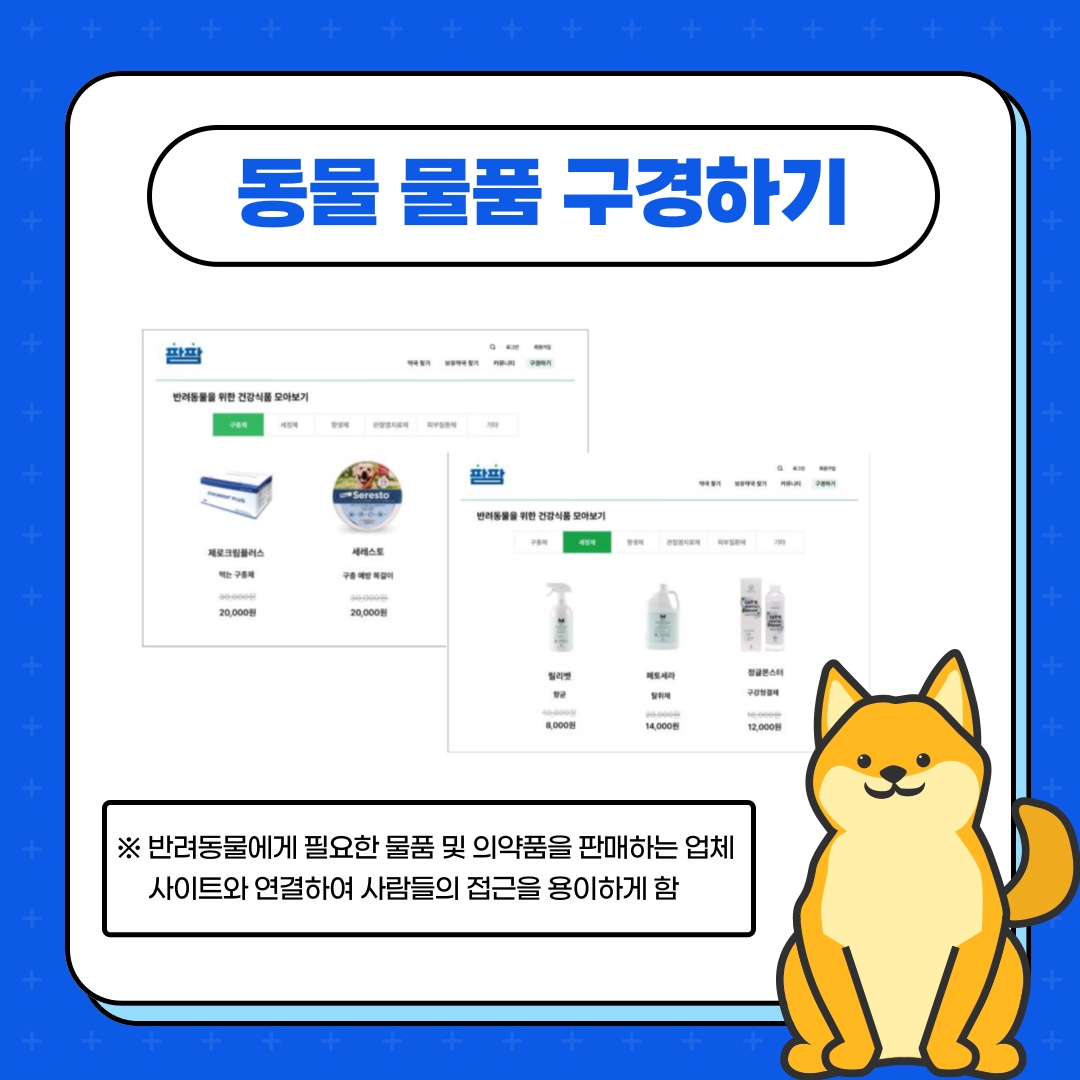 동물 물품 구경하기
팜팜
로그인 회원가입
약국 찾기 보유약국 찾기 커뮤니티 구경하기
반려동물을 위한 건강식품 모아보기
구충제 세정제 항생제 관절염치료제 피부질환제 기타
Seresto
PLUS
제로크림플러스 세레스토
먹는 구충제 구충 예방 목걸이
30,000원 30,000원
20,000원 20,000원
팜팜
로그인 회원가입
약국 찾기 보유약국 찾기 커뮤니티 구경하기
반려동물을 위한 건강식품 모아보기
구충제 세정제 항생제 관절염치료제 피부질환제 기타
릴리벳 페토세라 정글몬스터
향균 탈취제 구강청결제
10,000원 20,000원 18,000원
8,000원 14,000원 12,000원
※ 반려동물에게 필요한 물품 및 의약품을 판매하는 업체
사이트와 연결하여 사람들의 접근을 용이하게 함